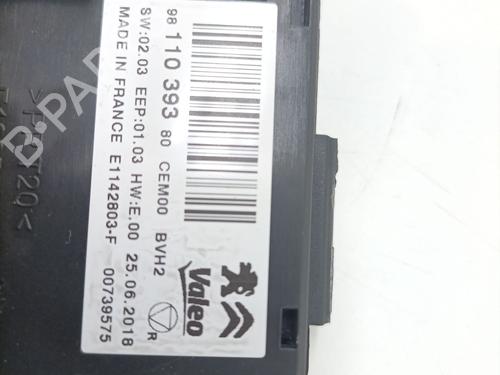 98 110 393 80 CEM00 BVH2
SW:02.03 EEP:01.03 HW:E.00 25.06.2018
MADE IN FRANCE E1142803-F 00739575
R
Valeo
B-Parts